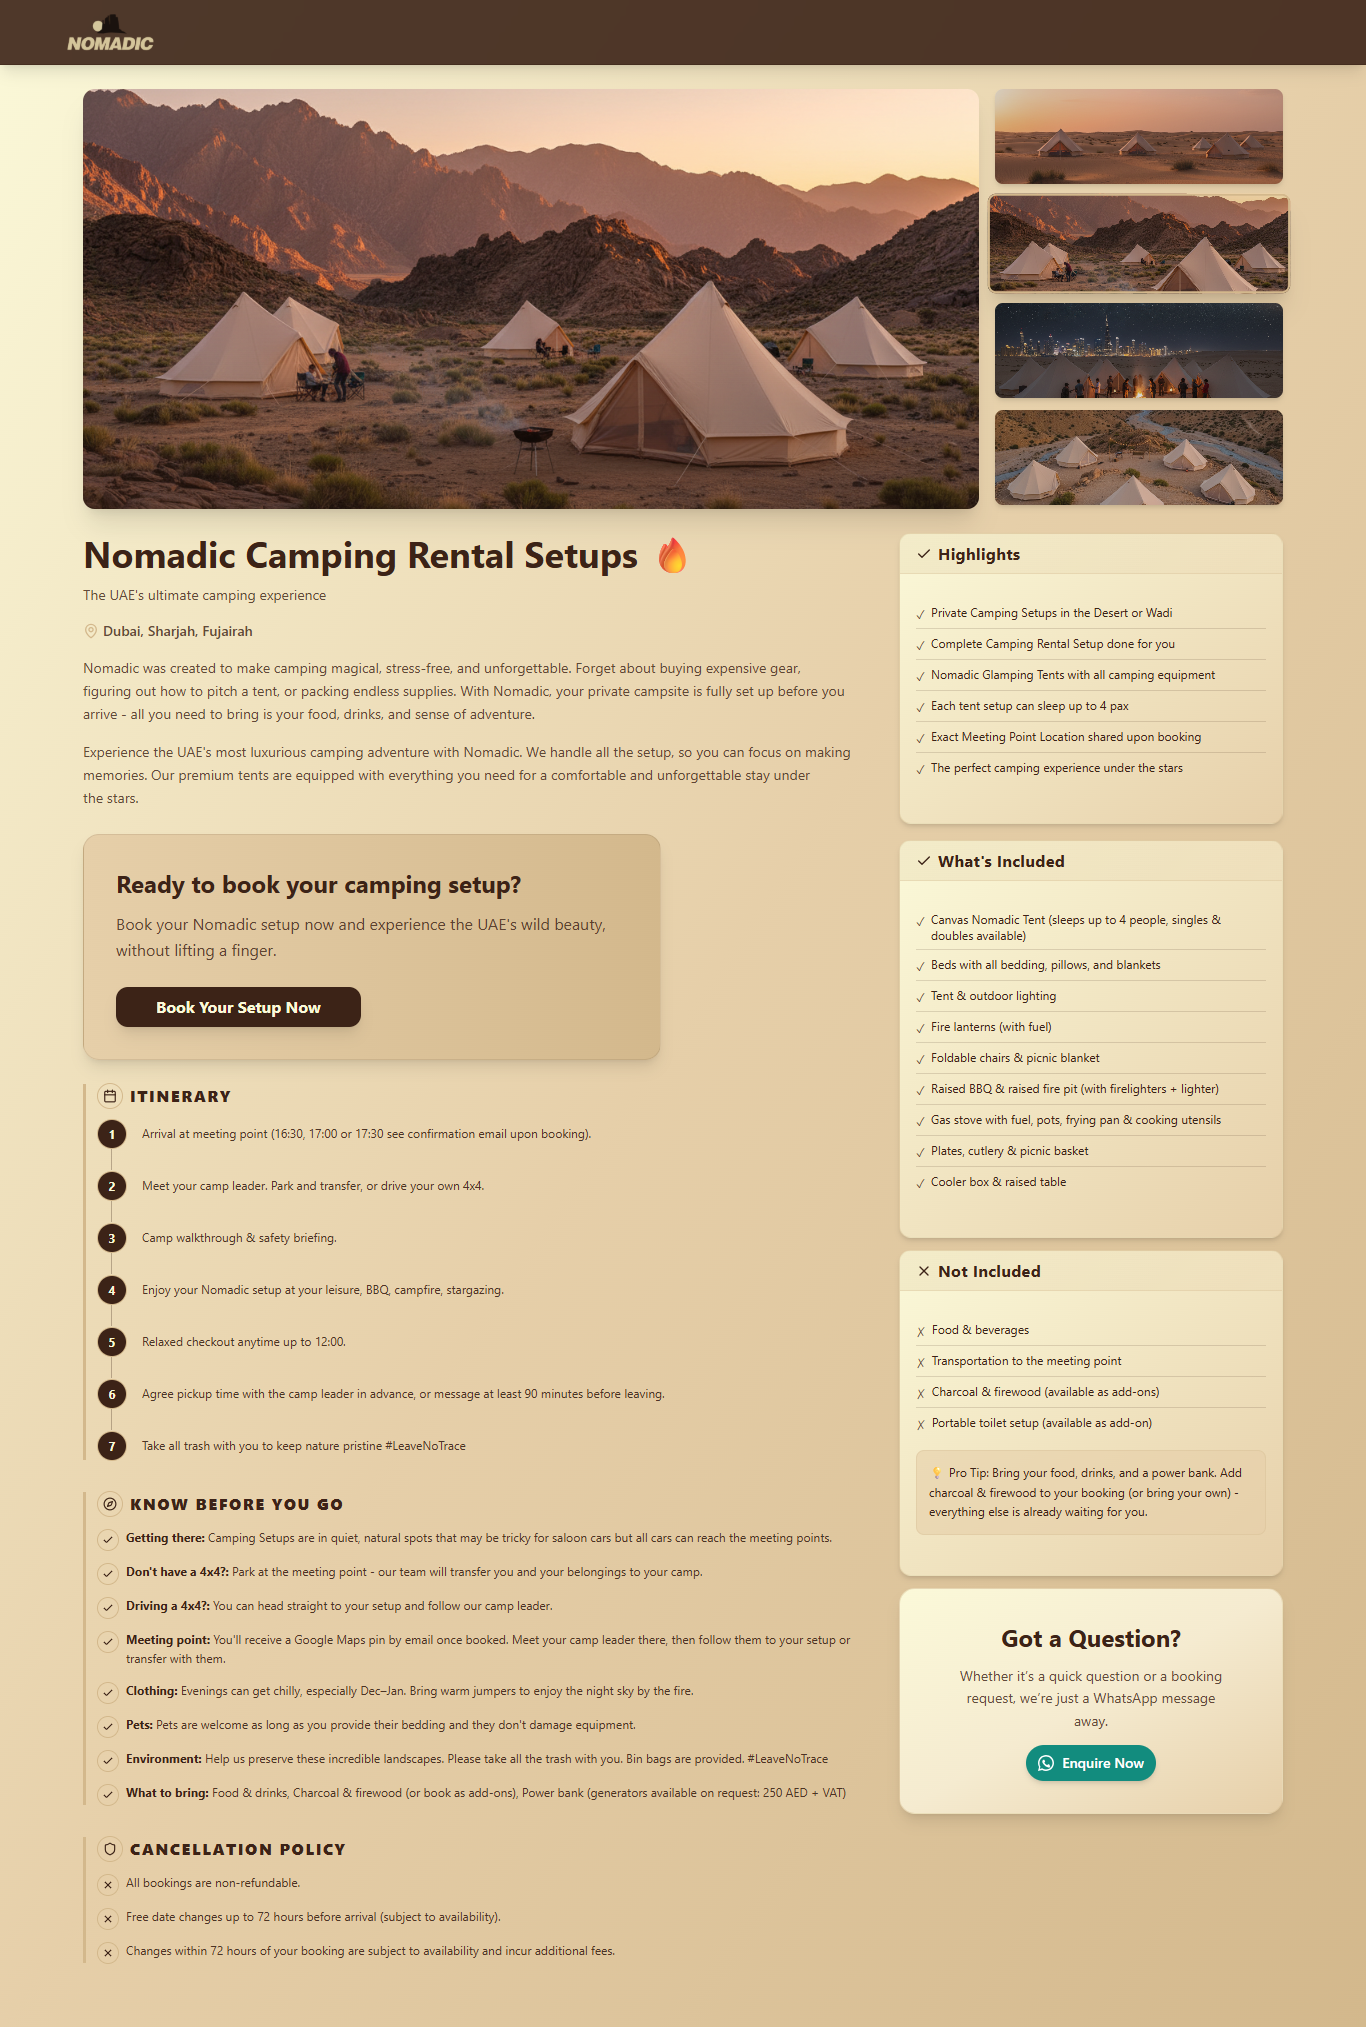 NOMADIC
Nomadic Camping Rental Setups 🔥
The UAE's ultimate camping experience
Dubai, Sharjah, Fujairah
Nomadic was created to make camping magical, stress-free, and unforgettable. Forget about buying expensive gear,
figuring out how to pitch a tent, or packing endless supplies. With Nomadic, your private campsite is fully set up before you
arrive - all you need to bring is your food, drinks, and sense of adventure.
Experience the UAE's most luxurious camping adventure with Nomadic. We handle all the setup, so you can focus on making
memories. Our premium tents are equipped with everything you need for a comfortable and unforgettable stay under
the stars.
Ready to book your camping setup?
Book your Nomadic setup now and experience the UAE's wild beauty,
without lifting a finger.
Book Your Setup Now
ITINERARY
1 Arrival at meeting point (16:30, 17:00 or 17:30 see confirmation email upon booking).
2 Meet your camp leader. Park and transfer, or drive your own 4x4.
3 Camp walkthrough & safety briefing.
4 Enjoy your Nomadic setup at your leisure, BBQ, campfire, stargazing.
5 Relaxed checkout anytime up to 12:00.
6 Agree pickup time with the camp leader in advance, or message at least 90 minutes before leaving.
7 Take all trash with you to keep nature pristine #LeaveNoTrace
KNOW BEFORE YOU GO
✓ Getting there: Camping Setups are in quiet, natural spots that may be tricky for saloon cars but all cars can reach the meeting points.
✓ Don't have a 4x4?: Park at the meeting point - our team will transfer you and your belongings to your camp.
✓ Driving a 4x4?: You can head straight to your setup and follow our camp leader.
✓ Meeting point: You'll receive a Google Maps pin by email once booked. Meet your camp leader there, then follow them to your setup or
transfer with them.
✓ Clothing: Evenings can get chilly, especially Dec–Jan. Bring warm jumpers to enjoy the night sky by the fire.
✓ Pets: Pets are welcome as long as you provide their bedding and they don't damage equipment.
✓ Environment: Help us preserve these incredible landscapes. Please take all the trash with you. Bin bags are provided. #LeaveNoTrace
✓ What to bring: Food & drinks, Charcoal & firewood (or book as add-ons), Power bank (generators available on request: 250 AED + VAT)
CANCELLATION POLICY
✕ All bookings are non-refundable.
✕ Free date changes up to 72 hours before arrival (subject to availability).
✕ Changes within 72 hours of your booking are subject to availability and incur additional fees.
✓ Highlights
✓ Private Camping Setups in the Desert or Wadi
✓ Complete Camping Rental Setup done for you
✓ Nomadic Glamping Tents with all camping equipment
✓ Each tent setup can sleep up to 4 pax
✓ Exact Meeting Point Location shared upon booking
✓ The perfect camping experience under the stars
✓ What's Included
✓ Canvas Nomadic Tent (sleeps up to 4 people, singles &
doubles available)
✓ Beds with all bedding, pillows, and blankets
✓ Tent & outdoor lighting
✓ Fire lanterns (with fuel)
✓ Foldable chairs & picnic blanket
✓ Raised BBQ & raised fire pit (with firelighters + lighter)
✓ Gas stove with fuel, pots, frying pan & cooking utensils
✓ Plates, cutlery & picnic basket
✓ Cooler box & raised table
✕ Not Included
✗ Food & beverages
✗ Transportation to the meeting point
✗ Charcoal & firewood (available as add-ons)
✗ Portable toilet setup (available as add-on)
💡 Pro Tip: Bring your food, drinks, and a power bank. Add
charcoal & firewood to your booking (or bring your own) -
everything else is already waiting for you.
Got a Question?
Whether it's a quick question or a booking
request, we're just a WhatsApp message
away.
Enquire Now